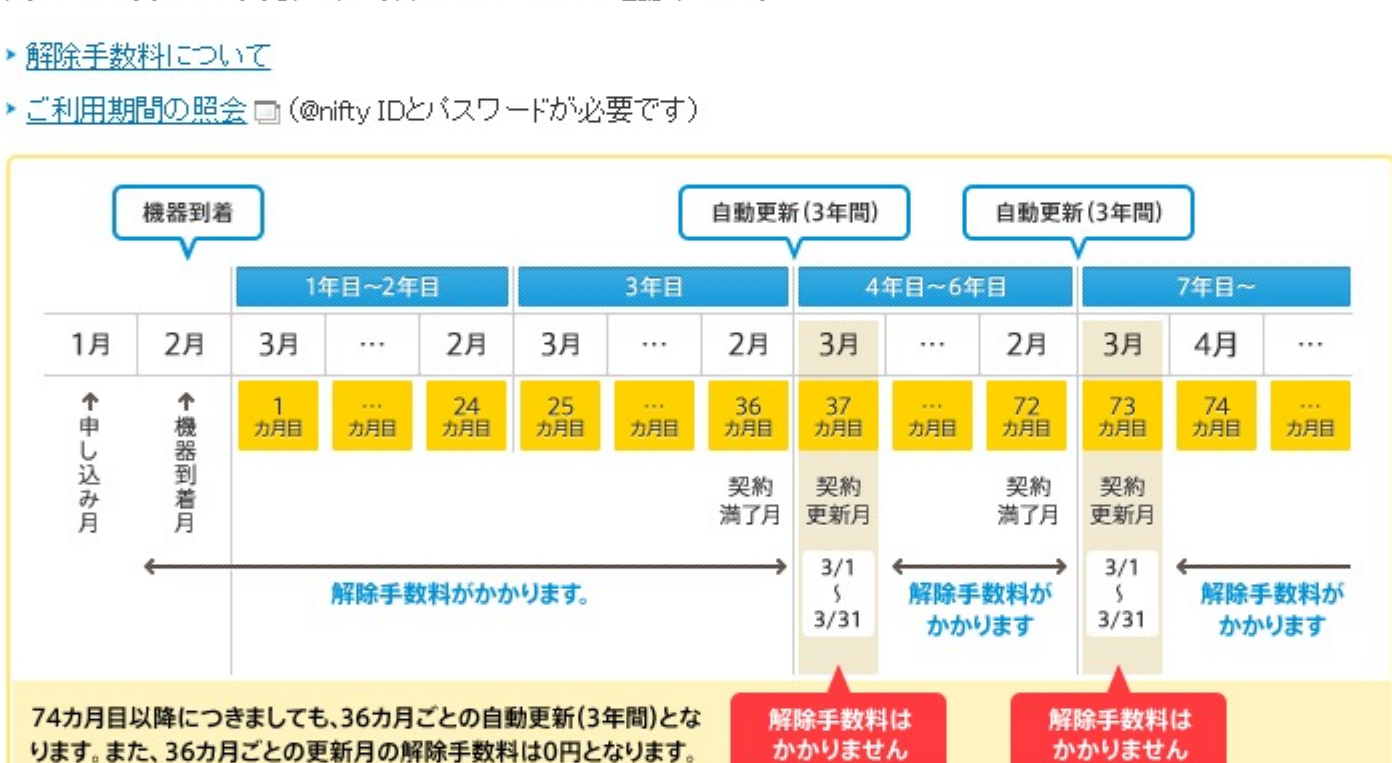 解除手数料について
ご利用期間の照会 (@nifty IDとパスワードが必要です)
機器到着
自動更新(3年間)
自動更新(3年間)
1年目~2年目
3年目
4年目~6年目
7年目~
1月
2月
3月
…
2月
3月
…
2月
3月
…
2月
3月
4月
…
↑申し込み月
↑機器到着月
1
カ月目
…
カ月目
24
カ月目
25
カ月目
…
カ月目
36
カ月目
37
カ月目
…
カ月目
72
カ月目
73
カ月目
74
カ月目
…
カ月目
契約
満了月
契約
更新月
契約
満了月
契約
更新月
解除手数料がかかります。
3/1
~
3/31
解除手数料が
かかります
3/1
~
3/31
解除手数料が
かかります
74カ月目以降につきましても、36カ月ごとの自動更新(3年間)とな
ります。また、36カ月ごとの更新月の解除手数料は0円となります。
解除手数料は
かかりません
解除手数料は
かかりません